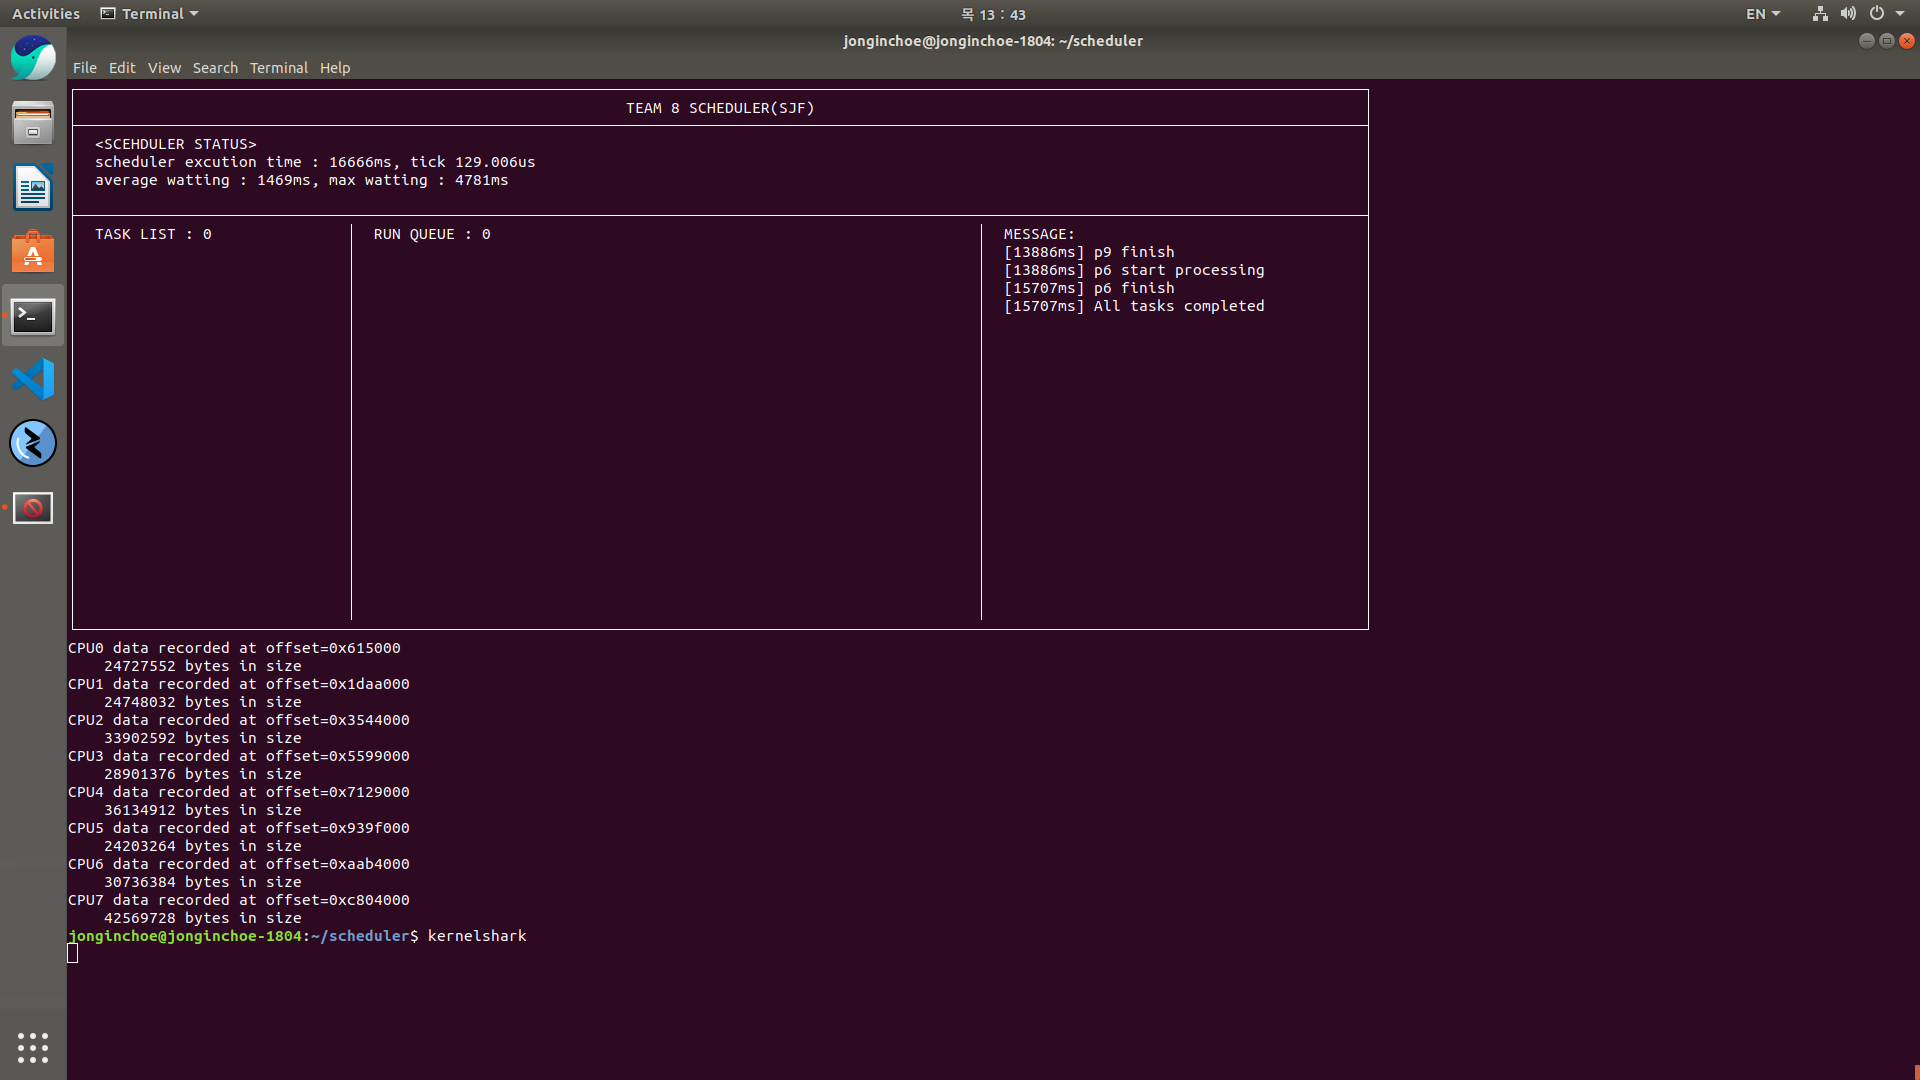 Activities Terminal 목 13 : 43 EN
jonginchoe@jonginchoe-1804: ~/scheduler
File Edit View Search Terminal Help
TEAM 8 SCHEDULER(SJF)
<SCEHDULER STATUS>
scheduler excution time : 16666ms, tick 129.006us
average watting : 1469ms, max watting : 4781ms
TASK LIST : 0
RUN QUEUE : 0
MESSAGE:
[13886ms] p9 finish
[13886ms] p6 start processing
[15707ms] p6 finish
[15707ms] All tasks completed
CPU0 data recorded at offset=0x615000
24727552 bytes in size
CPU1 data recorded at offset=0x1daa000
24748032 bytes in size
CPU2 data recorded at offset=0x3544000
33902592 bytes in size
CPU3 data recorded at offset=0x5599000
28901376 bytes in size
CPU4 data recorded at offset=0x7129000
36134912 bytes in size
CPU5 data recorded at offset=0x939f000
24203264 bytes in size
CPU6 data recorded at offset=0xaab4000
30736384 bytes in size
CPU7 data recorded at offset=0xc804000
42569728 bytes in size
jonginchoe@jonginchoe-1804:~/scheduler$ kernelshark